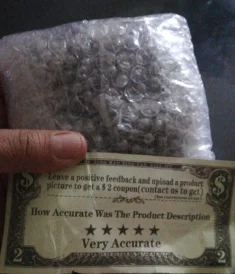 Leave a positive feedback and upload a product
picture to get a $ 2 coupon( contact us to get )
How Accurate Was The Product Description
★★★★★
Very Accurate
$
$
2
2